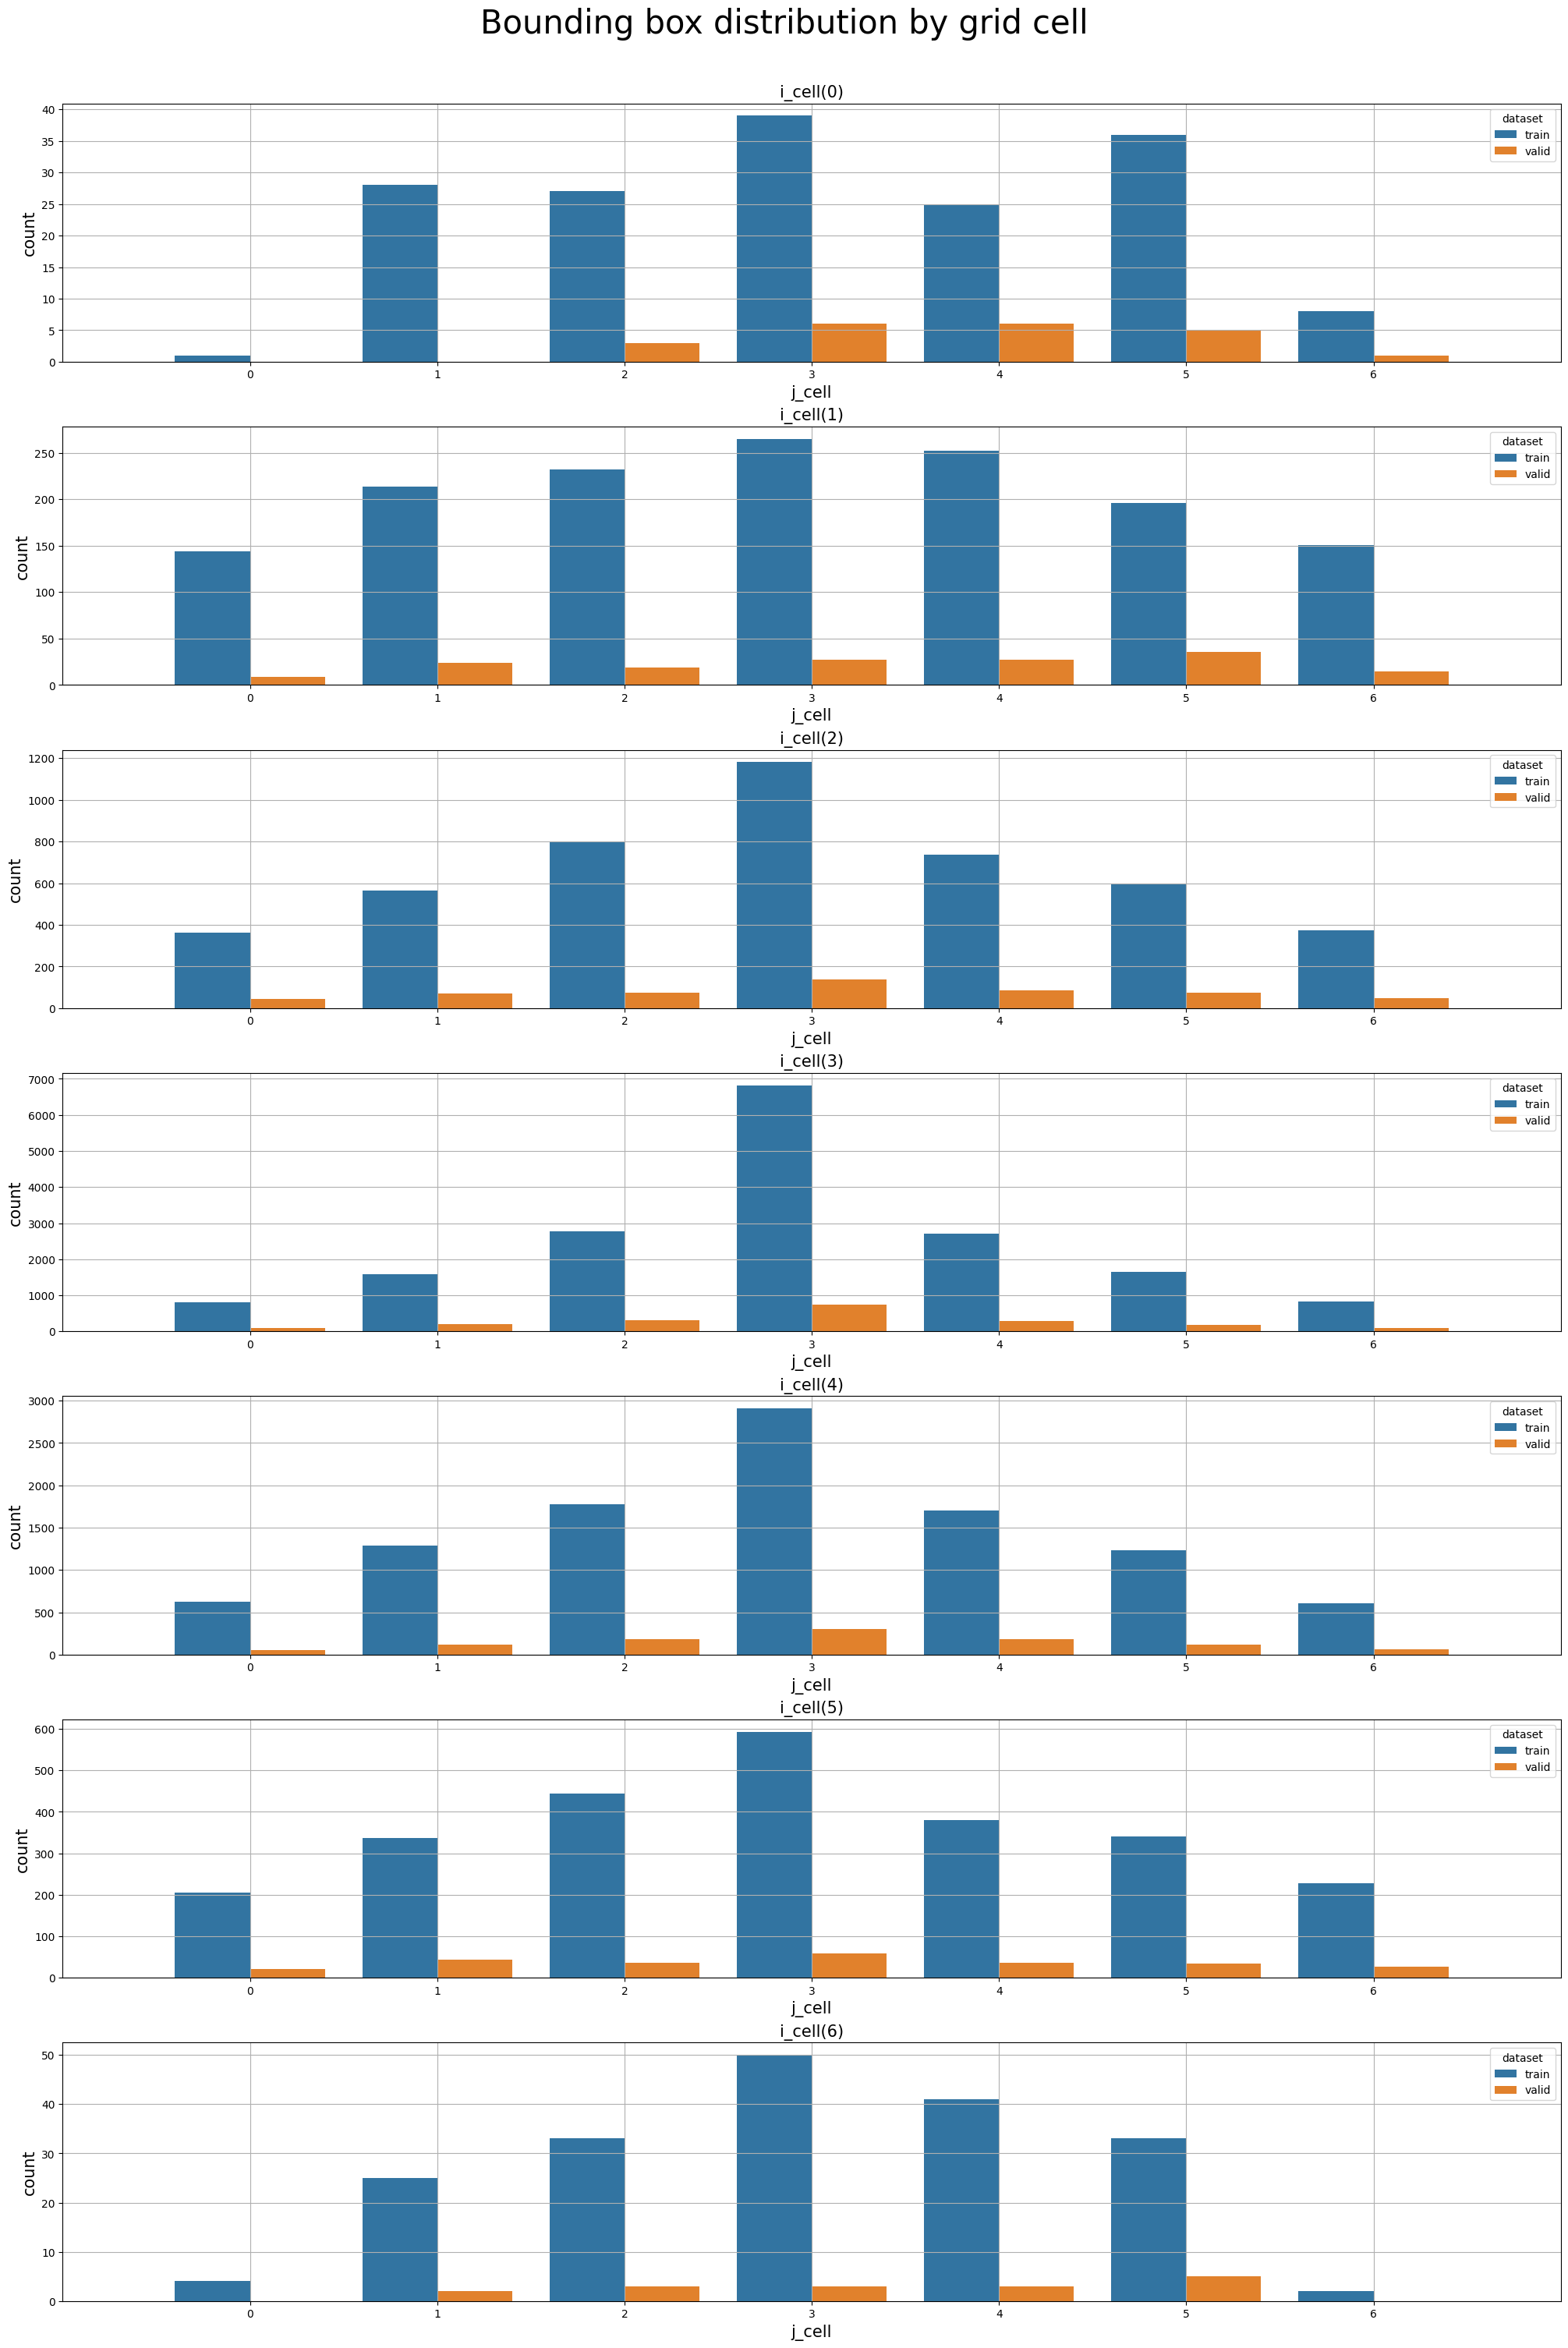 Bounding box distribution by grid cell
i_cell(0)
40
35
30
25
20
15
10
5
0
count
dataset
train
valid
0 1 2 3 4 5 6
j_cell
i_cell(1)
250
200
150
100
50
0
count
dataset
train
valid
0 1 2 3 4 5 6
j_cell
i_cell(2)
1200
1000
800
600
400
200
0
count
dataset
train
valid
0 1 2 3 4 5 6
j_cell
i_cell(3)
7000
6000
5000
4000
3000
2000
1000
0
count
dataset
train
valid
0 1 2 3 4 5 6
j_cell
i_cell(4)
3000
2500
2000
1500
1000
500
0
count
dataset
train
valid
0 1 2 3 4 5 6
j_cell
i_cell(5)
600
500
400
300
200
100
0
count
dataset
train
valid
0 1 2 3 4 5 6
j_cell
i_cell(6)
50
40
30
20
10
0
count
dataset
train
valid
0 1 2 3 4 5 6
j_cell